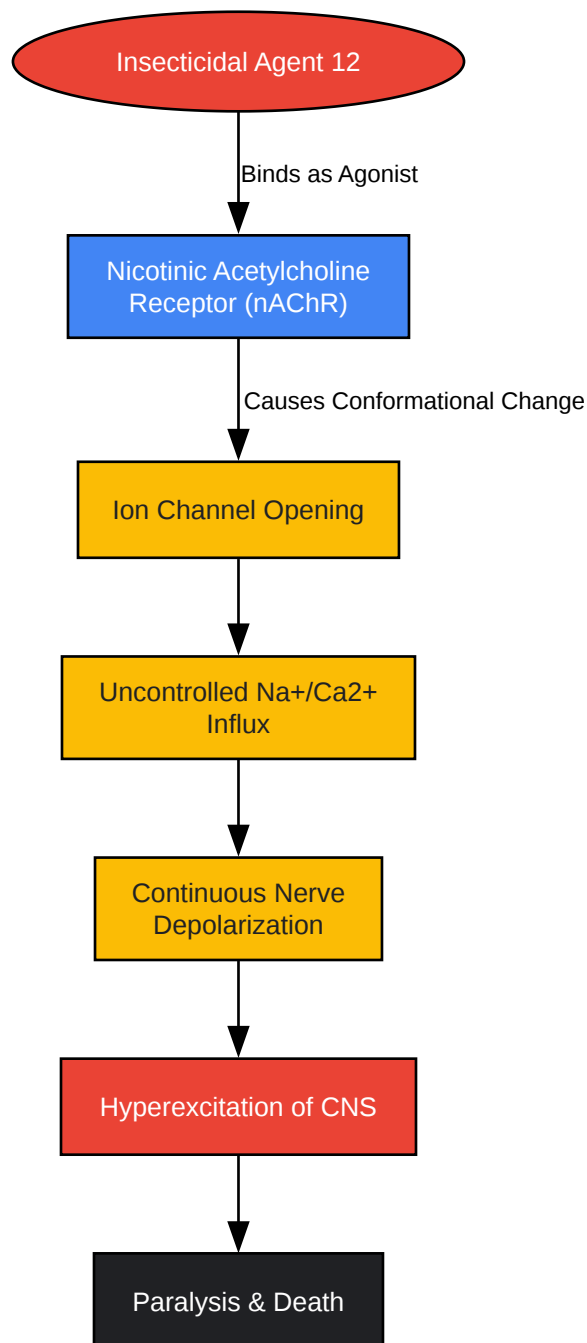 Insecticidal Agent 12
Binds as Agonist
Nicotinic Acetylcholine
Receptor (nAChR)
Causes Conformational Change
Ion Channel Opening
Uncontrolled Na+/Ca2+
Influx
Continuous Nerve
Depolarization
Hyperexcitation of CNS
Paralysis & Death